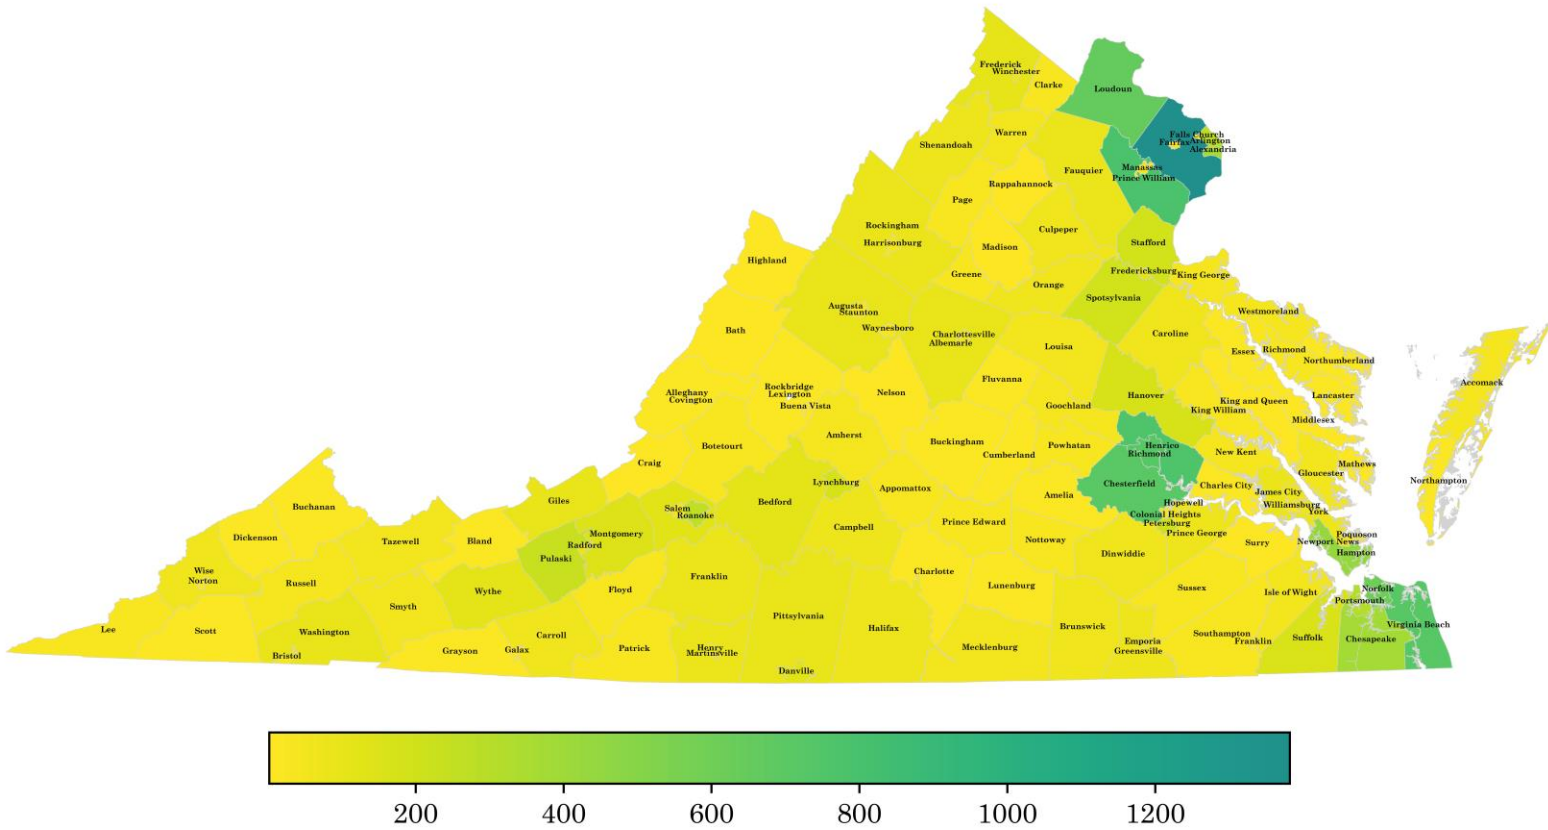 Frederick
Winchester
Clarke
Loudoun
Warren
Shenandoah
Falls Church
Fairfax
Arlington
Alexandria
Manassas
Prince William
Fauquier
Rappahannock
Page
Rockingham
Harrisonburg
Culpeper
Madison
Stafford
Highland
Greene
Fredericksburg
King George
Orange
Spotsylvania
Augusta
Staunton
Waynesboro
Westmoreland
Bath
Charlottesville
Albemarle
Caroline
Louisa
Essex
Richmond
Northumberland
Accomack
Fluvanna
Rockbridge
Lexington
Buena Vista
Nelson
Alleghany
Covington
Goochland
Hanover
Lancaster
King and Queen
King William
Middlesex
Amherst
Buckingham
Botetourt
Cumberland
Powhatan
Henrico
Richmond
New Kent
Craig
Mathews
Gloucester
Northampton
Lynchburg
Appomattox
Chesterfield
Charles City
James City
Williamsburg
York
Amelia
Bedford
Giles
Salem
Roanoke
Buchanan
Hopewell
Colonial Heights
Petersburg
Prince George
Prince Edward
Campbell
Montgomery
Radford
Dickenson
Tazewell
Bland
Nottoway
Surry
Poquoson
Newport News
Hampton
Dinwiddie
Pulaski
Wise
Norton
Russell
Wythe
Floyd
Franklin
Charlotte
Lunenburg
Sussex
Isle of Wight
Norfolk
Portsmouth
Smyth
Pittsylvania
Halifax
Brunswick
Virginia Beach
Lee
Scott
Washington
Bristol
Carroll
Grayson
Galax
Patrick
Henry
Martinsville
Danville
Mecklenburg
Emporia
Greensville
Southampton
Franklin
Suffolk
Chesapeake
200
400
600
800
1000
1200